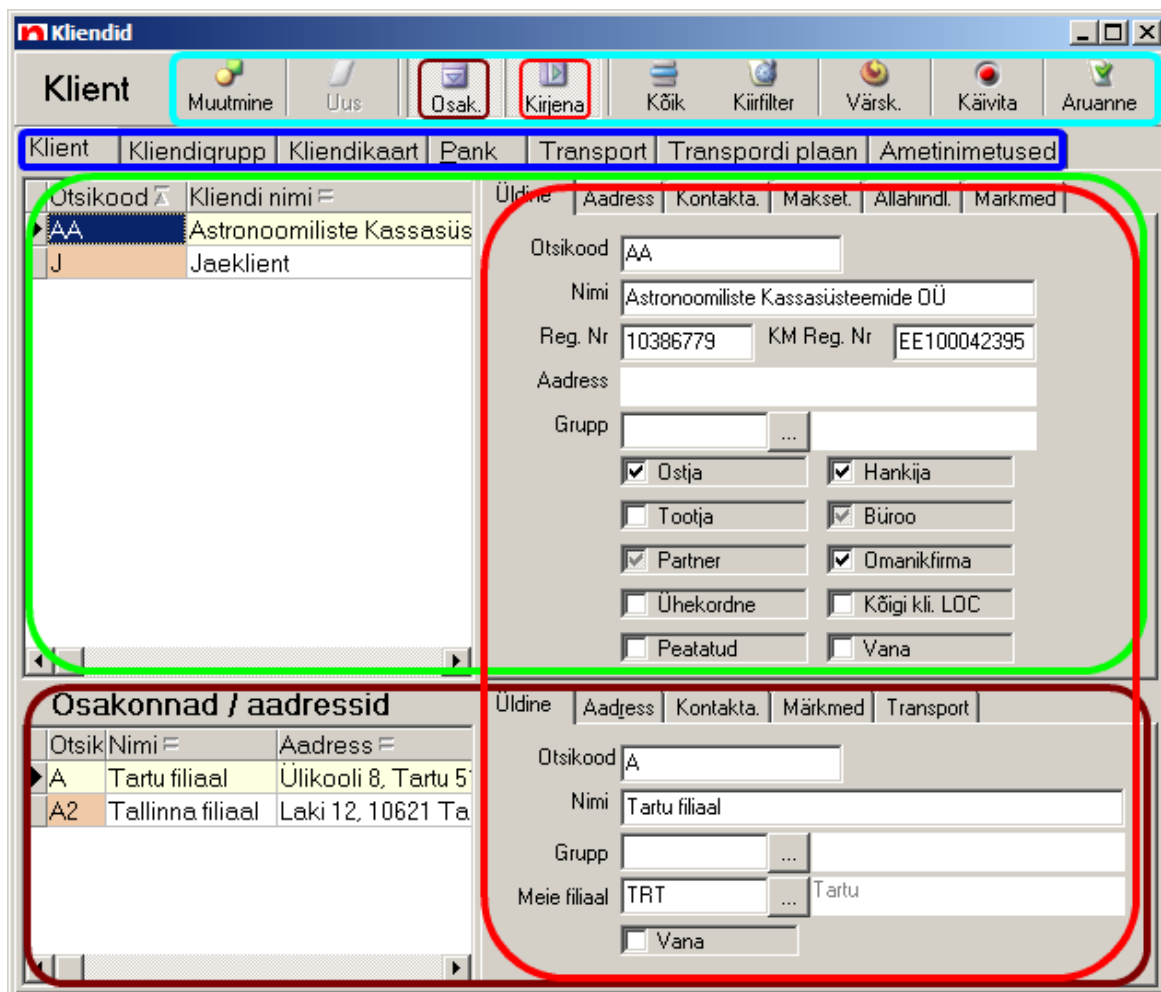 Kliendid
Klient
Muutmine Uus Osak. Kirjena Kõik Kiirfilter Värsk. Käivita Aruanne
Klient Kliendigrupp Kliendikaart Pank Transport Transpordi plaan Ametinimetused
Otsikood Kliendi nimi
AA Astronoomiliste Kassasüs
J Jaeklient
Üldine Aadress Kontakta. Makset. Allahindl. Märkmed
Otsikood AA
Nimi Astronoomiliste Kassasüsteemide OÜ
Reg. Nr 10386779 KM Reg. Nr EE100042395
Aadress
Grupp ...
Ostja Hankija
Tootja Büroo
Partner Omanikfirma
Ühekordne Kõigi kli. LOC
Peatatud Vana
Osakonnad / aadressid
Otsik Nimi Aadress
A Tartu filiaal Ülikooli 8, Tartu 51
A2 Tallinna filiaal Laki 12, 10621 Ta
Üldine Aadress Kontakta. Märkmed Transport
Otsikood A
Nimi Tartu filiaal
Grupp ...
Meie filiaal TRT ... Tartu
Vana